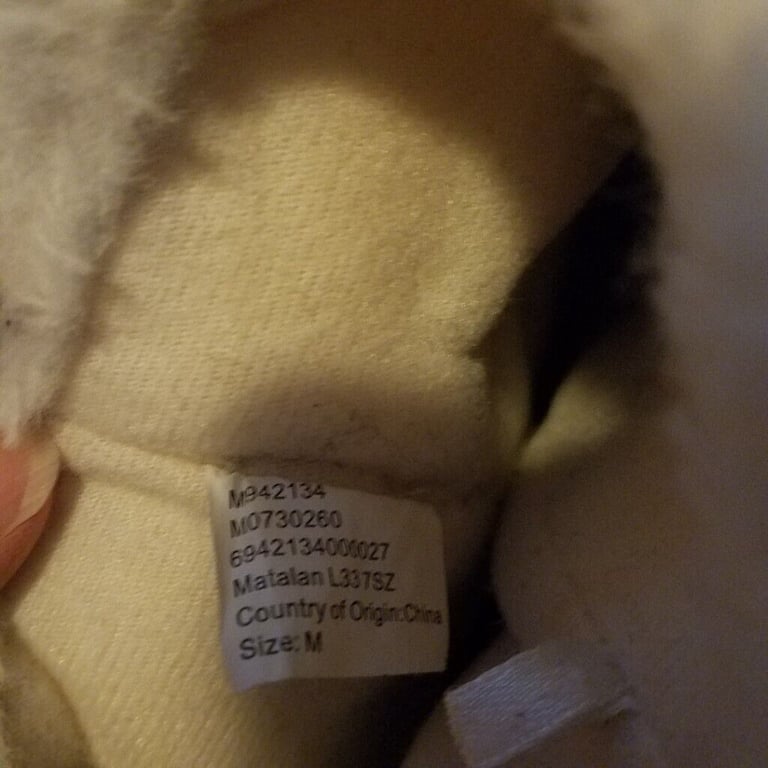 M942134
M0730260
6942134000027
Matalan L337SZ
Country of Origin:China
Size: M